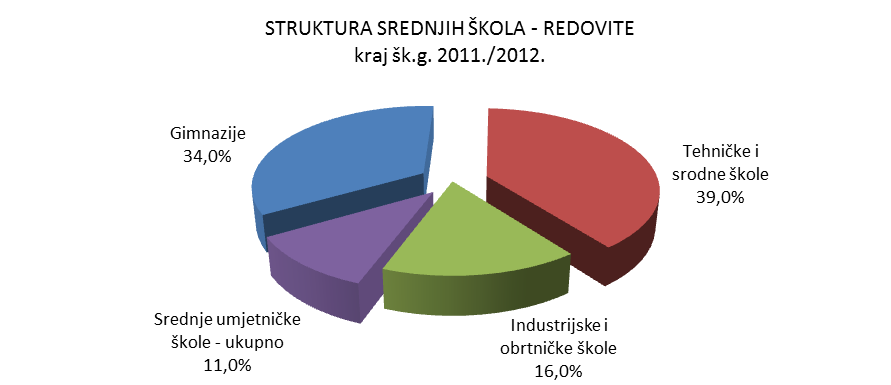 STRUKTURA SREDNJIH ŠKOLA - REDOVITE
kraj šk.g. 2011./2012.
Gimnazije
34,0%
Tehničke i
srodne škole
39,0%
Srednje umjetničke
škole - ukupno
11,0%
Industrijske i
obrtničke škole
16,0%